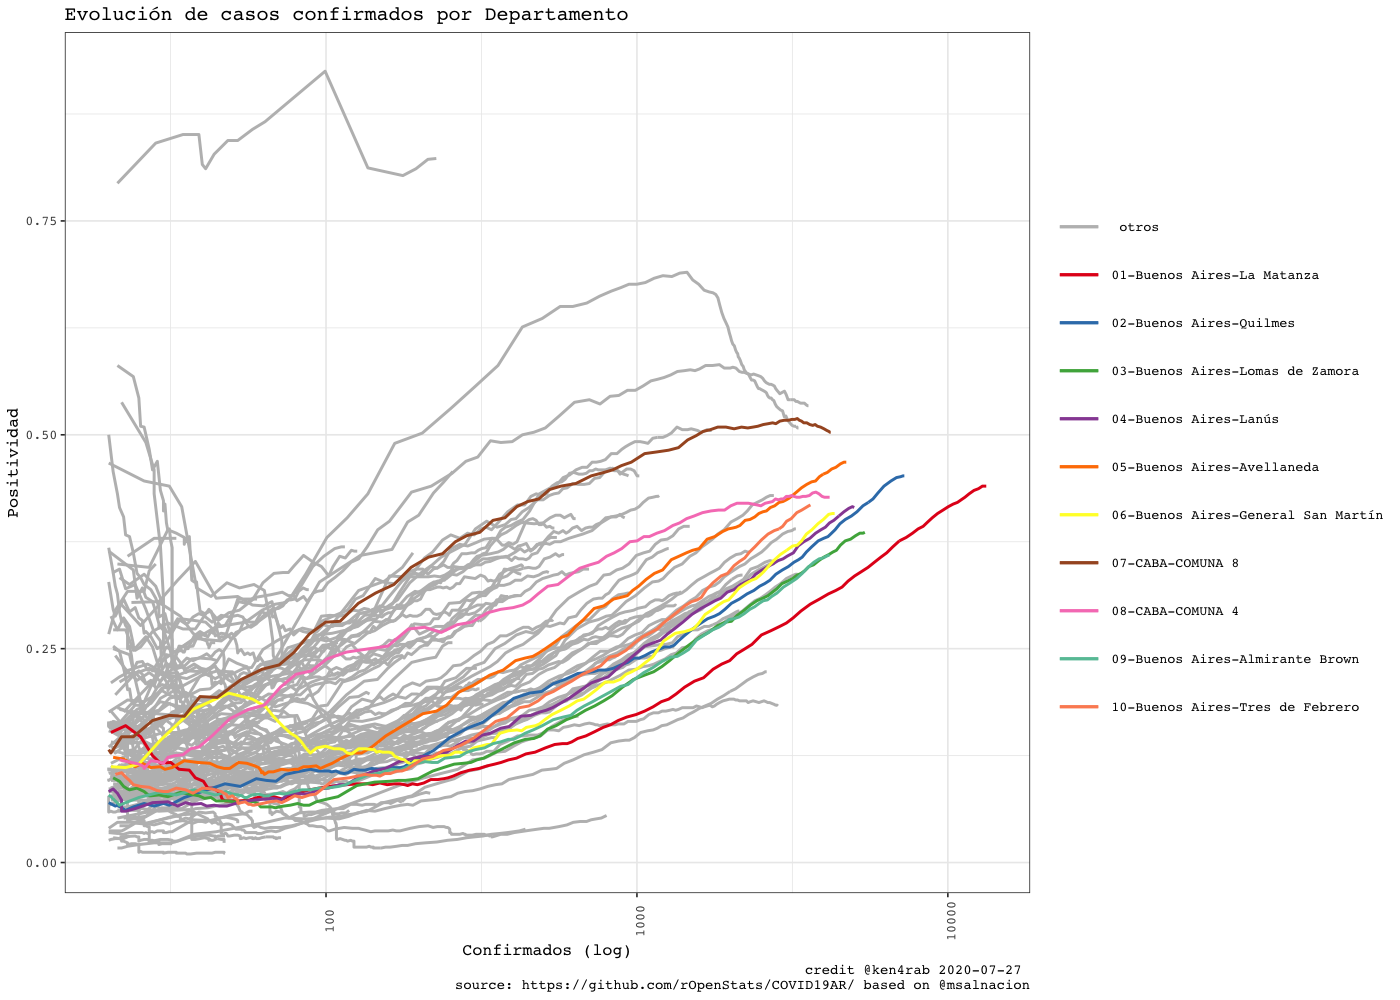 Evolución de casos confirmados por Departamento
Positividad
0.75
0.50
0.25
0.00
100
1000
10000
Confirmados (log)
otros
01-Buenos Aires-La Matanza
02-Buenos Aires-Quilmes
03-Buenos Aires-Lomas de Zamora
04-Buenos Aires-Lanús
05-Buenos Aires-Avellaneda
06-Buenos Aires-General San Martín
07-CABA-COMUNA 8
08-CABA-COMUNA 4
09-Buenos Aires-Almirante Brown
10-Buenos Aires-Tres de Febrero
credit @ken4rab 2020-07-27
source: https://github.com/rOpenStats/COVID19AR/ based on @msalnacion